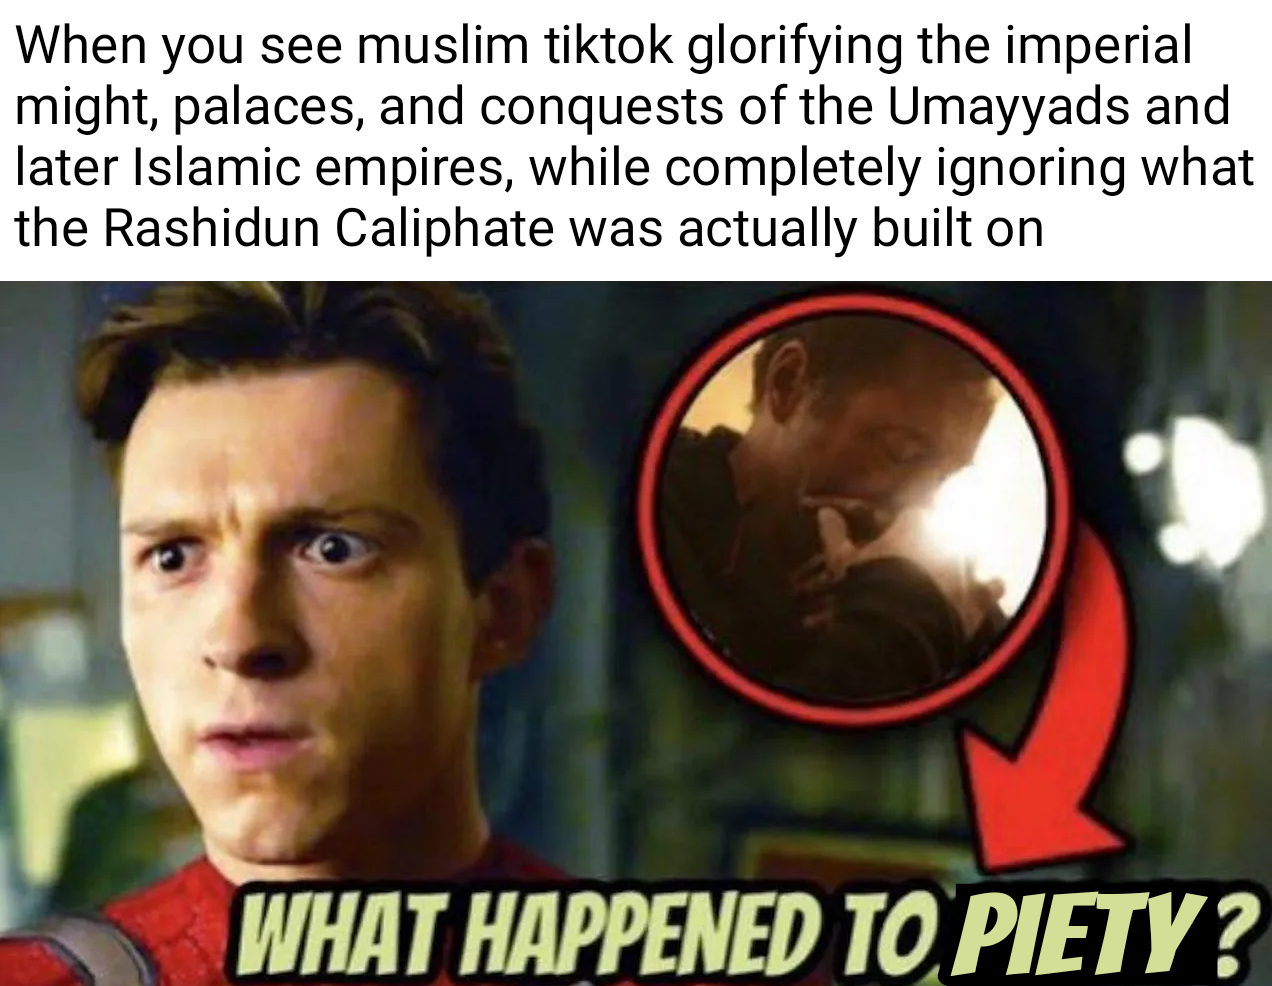 When you see muslim tiktok glorifying the imperial
might, palaces, and conquests of the Umayyads and
later Islamic empires, while completely ignoring what
the Rashidun Caliphate was actually built on
WHAT HAPPENED TO PIETY?